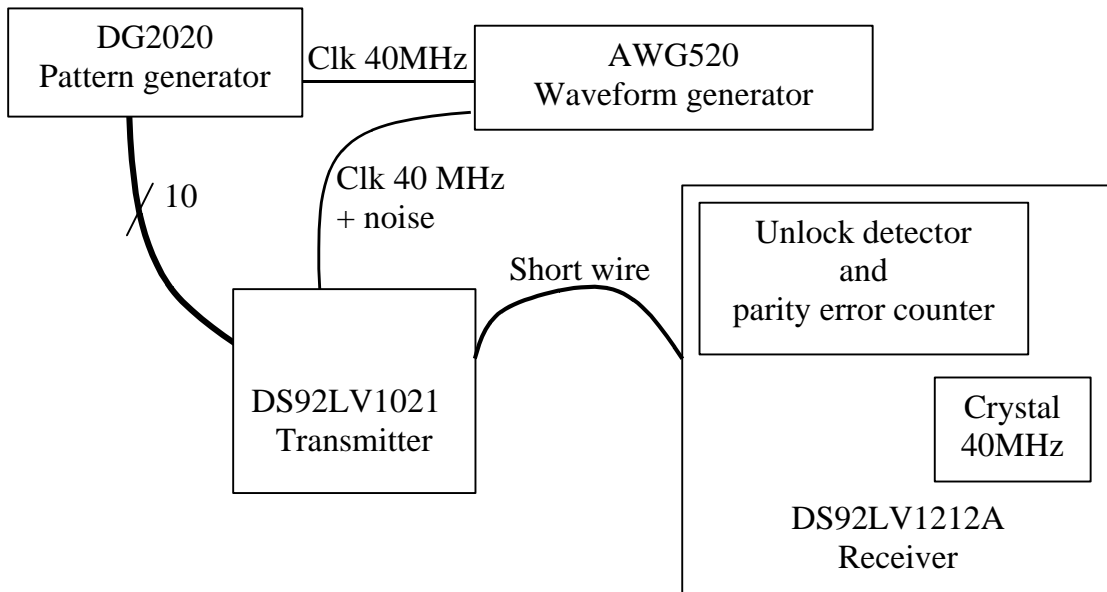 DG2020
Pattern generator
Clk 40MHz
AWG520
Waveform generator
10
Clk 40 MHz
+ noise
Short wire
Unlock detector
and
parity error counter
DS92LV1021
Transmitter
Crystal
40MHz
DS92LV1212A
Receiver